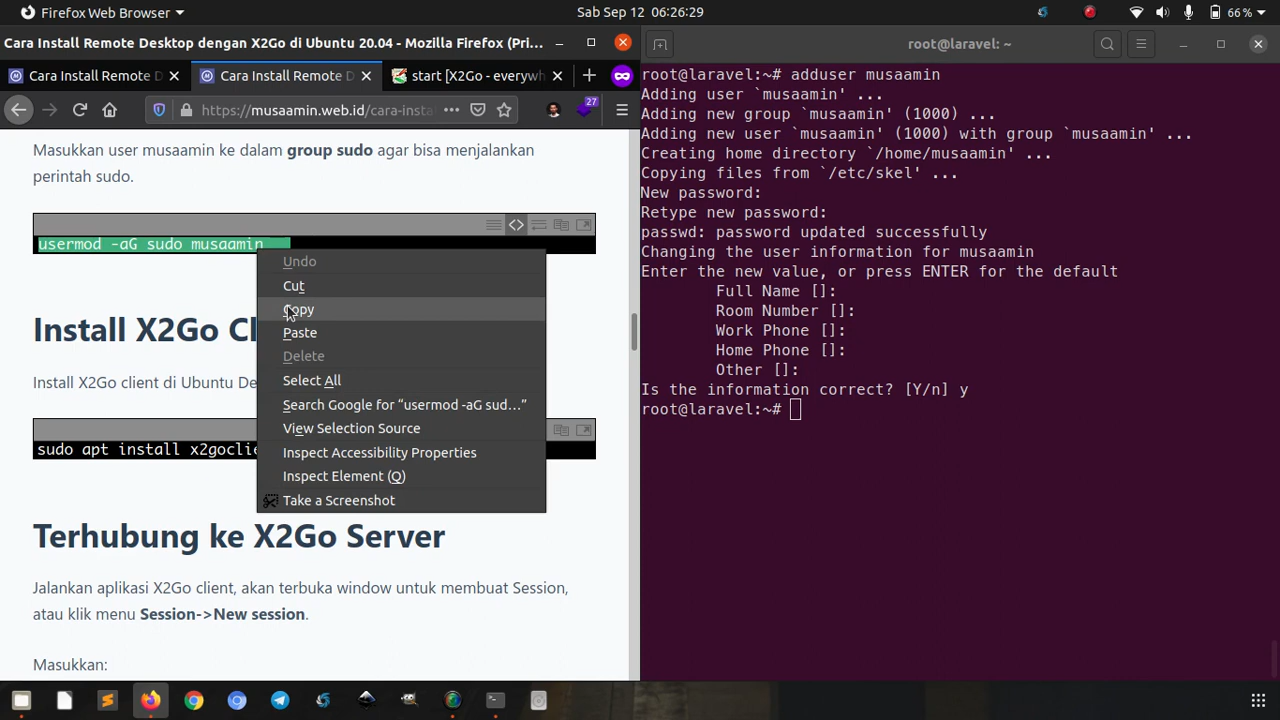 Firefox Web Browser
Sab Sep 12 06:26:29
66 %
Cara Install Remote Desktop dengan X2Go di Ubuntu 20.04 - Mozilla Firefox (Pri...
Cara Install Remote D
Cara Install Remote D
start [X2Go - everywh
https://musaamin.web.id/cara-insta
27
Masukkan user musaamin ke dalam group sudo agar bisa menjalankan
perintah sudo.
usermod -aG sudo musaamin
Undo
Cut
Copy
Paste
Delete
Select All
Search Google for “usermod -aG sud…”
View Selection Source
Inspect Accessibility Properties
Inspect Element (Q)
Take a Screenshot
Install X2Go Cl
Install X2Go client di Ubuntu De
sudo apt install x2goclie
Terhubung ke X2Go Server
Jalankan aplikasi X2Go client, akan terbuka window untuk membuat Session,
atau klik menu Session->New session.
Masukkan:
root@laravel: ~
root@laravel:~# adduser musaamin
Adding user `musaamin' ...
Adding new group `musaamin' (1000) ...
Adding new user `musaamin' (1000) with group `musaamin' ...
Creating home directory `/home/musaamin' ...
Copying files from `/etc/skel' ...
New password:
Retype new password:
passwd: password updated successfully
Changing the user information for musaamin
Enter the new value, or press ENTER for the default
Full Name []:
Room Number []:
Work Phone []:
Home Phone []:
Other []:
Is the information correct? [Y/n] y
root@laravel:~#